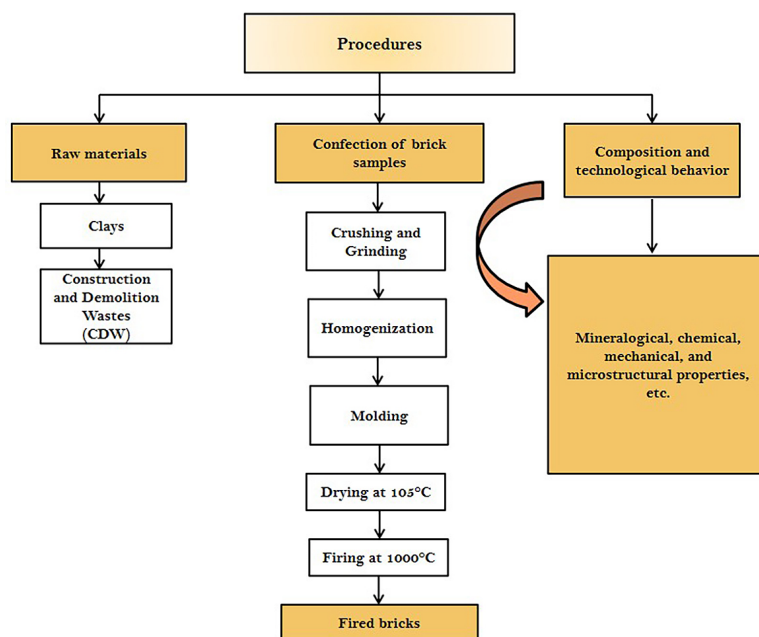 Procedures
Raw materials
Clays
Construction
and Demolition
Wastes
(CDW)
Confection of brick
samples
Crushing and
Grinding
Homogenization
Molding
Drying at 105°C
Firing at 1000°C
Fired bricks
Composition and
technological behavior
Mineralogical, chemical,
mechanical, and
microstructural properties,
etc.